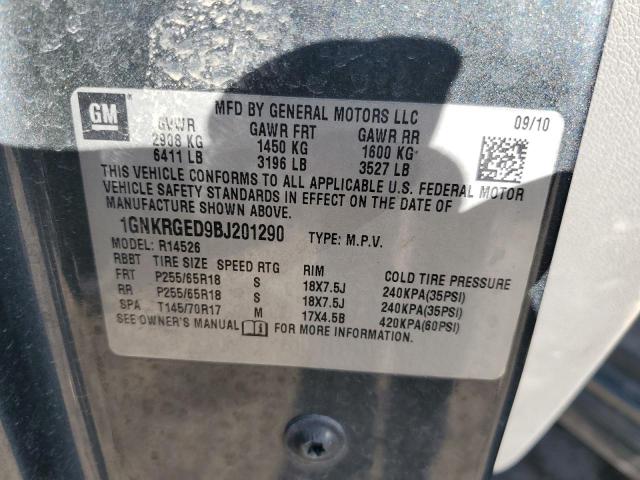 GM
MFD BY GENERAL MOTORS LLC 09/10
GVWR GAWR FRT GAWR RR
2908 KG 1450 KG 1600 KG
6411 LB 3196 LB 3527 LB
THIS VEHICLE CONFORMS TO ALL APPLICABLE U.S. FEDERAL MOTOR
VEHICLE SAFETY STANDARDS IN EFFECT ON THE DATE OF
MANUFACTURE SHOWN ABOVE.
1GNKRGED9BJ201290 TYPE: M.P.V.
MODEL: R14526
RBBT TIRE SIZE SPEED RTG RIM COLD TIRE PRESSURE
FRT P255/65R18 S 18X7.5J 240KPA(35PSI)
RR P255/65R18 S 18X7.5J 240KPA(35PSI)
SPA T145/70R17 M 17X4.5B 420KPA(60PSI)
SEE OWNER'S MANUAL FOR MORE INFORMATION.